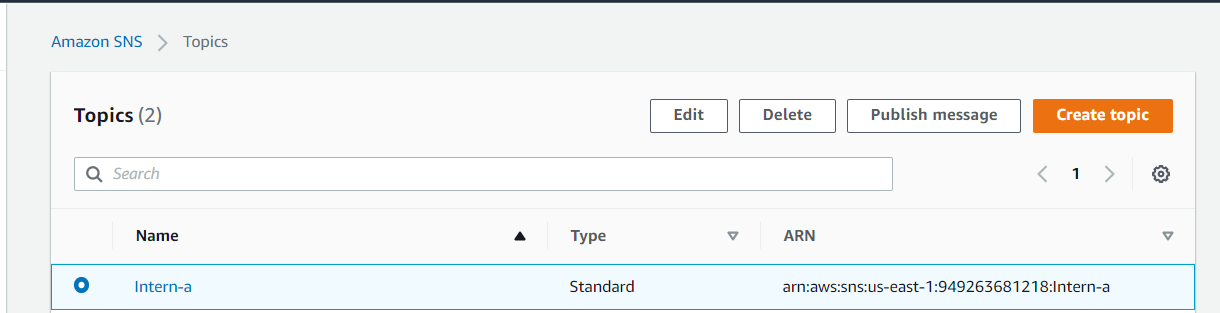 Amazon SNS Topics
Topics (2) Edit Delete Publish message Create topic
Search 1
Name Type ARN
Intern-a Standard arn:aws:sns:us-east-1:949263681218:Intern-a